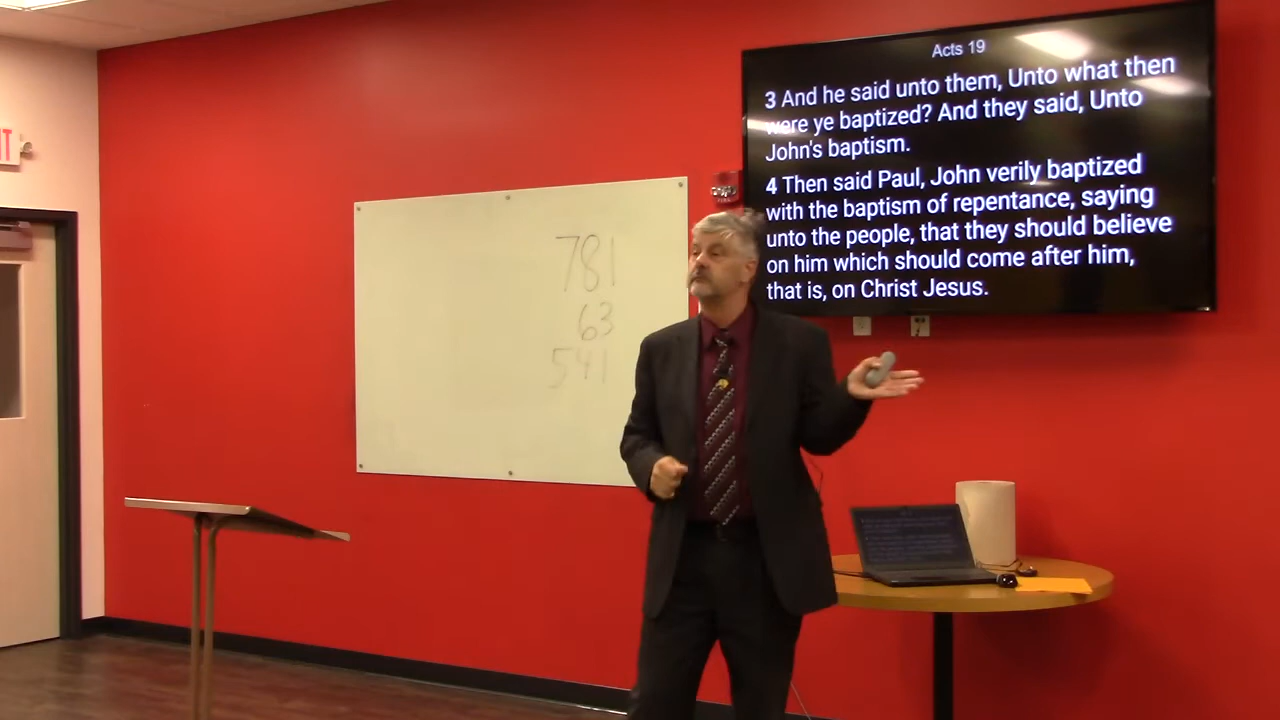 Acts 19
3 And he said unto them, Unto what then
were ye baptized? And they said, Unto
John's baptism.
4 Then said Paul, John verily baptized
with the baptism of repentance, saying
unto the people, that they should believe
on him which should come after him,
that is, on Christ Jesus.
781
63
541
FIRE